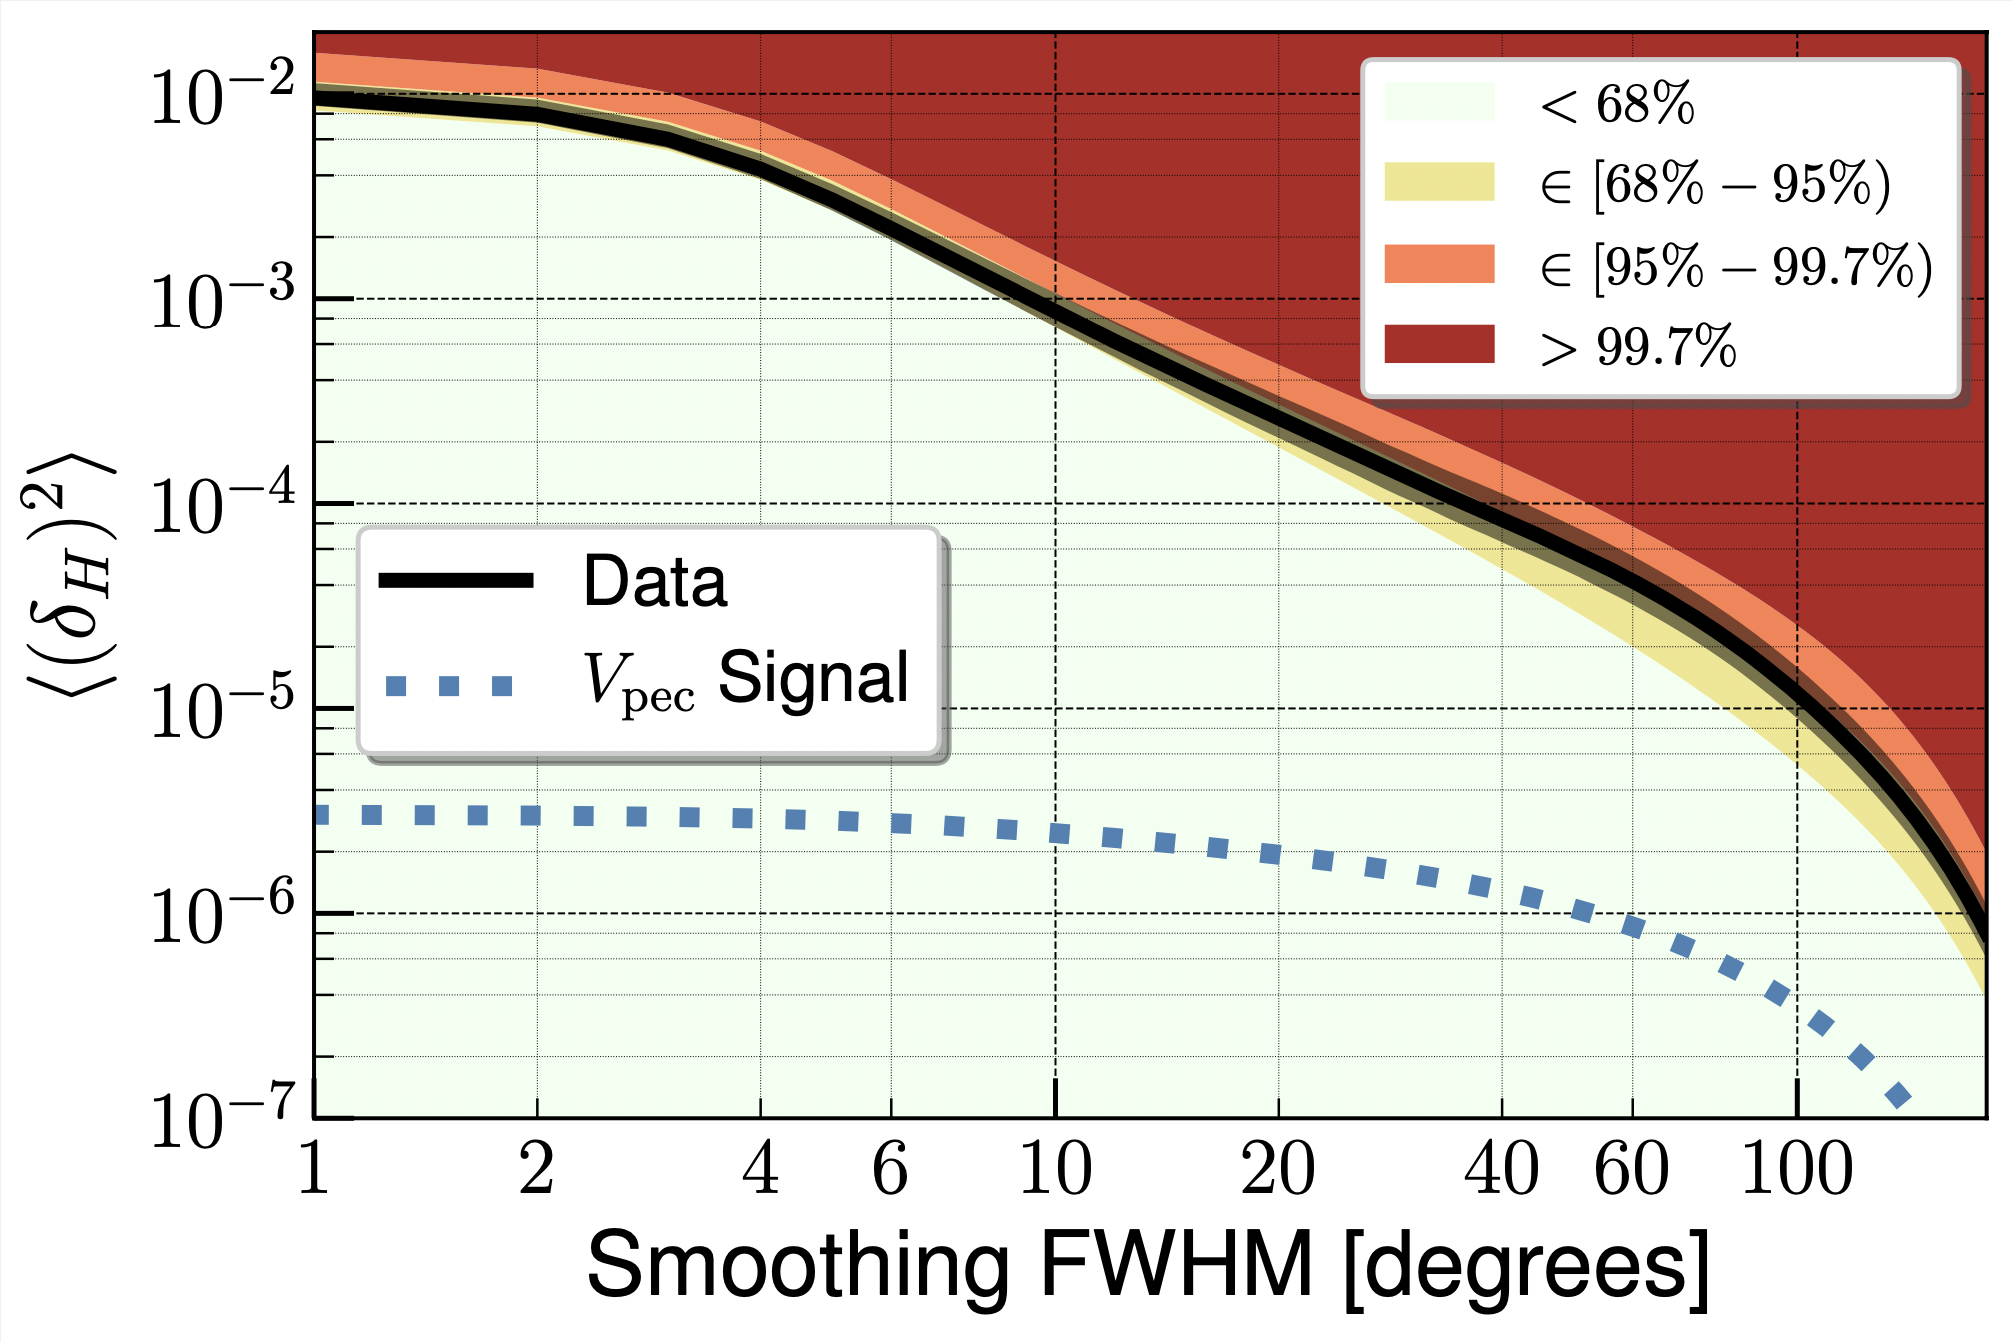 10⁻²
10⁻³
10⁻⁴
10⁻⁵
10⁻⁶
10⁻⁷
⟨(δ_H)²⟩
< 68%
∈ [68% − 95%)
∈ [95% − 99.7%)
> 99.7%
Data
V_pec Signal
1 2 4 6 10 20 40 60 100
Smoothing FWHM [degrees]